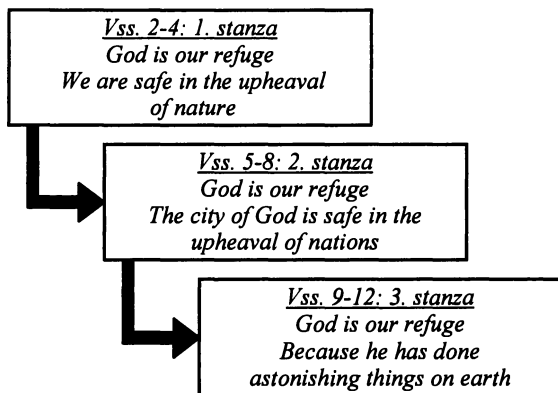 Vss. 2-4: 1. stanza
God is our refuge
We are safe in the upheaval
of nature
Vss. 5-8: 2. stanza
God is our refuge
The city of God is safe in the
upheaval of nations
Vss. 9-12: 3. stanza
God is our refuge
Because he has done
astonishing things on earth